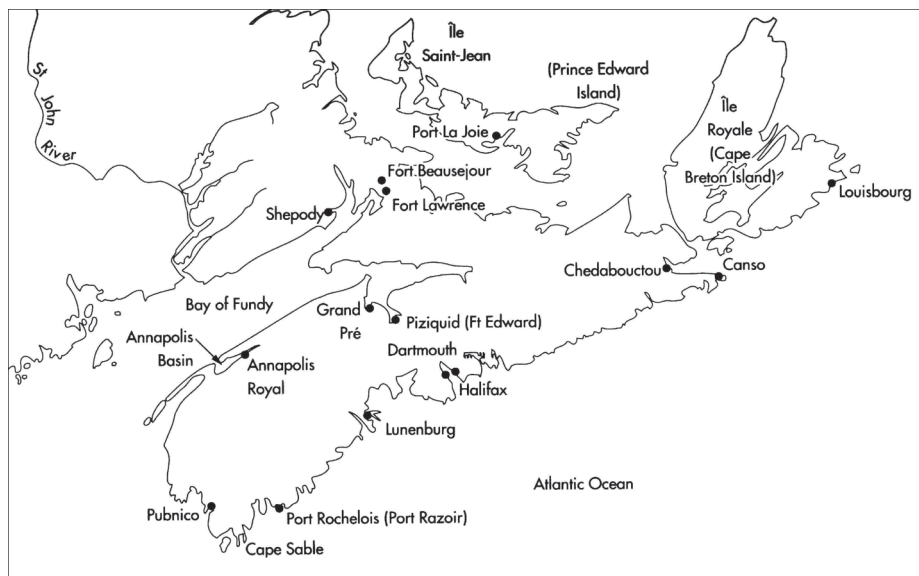 St John River
Île
Saint-Jean
(Prince Edward
Island)
Port La Joie
Île
Royale
(Cape
Breton Island)
Louisbourg
Fort Beausejour
Fort Lawrence
Shepody
Chedabouctou
Canso
Bay of Fundy
Grand
Pré
Piziquid (Ft Edward)
Annapolis
Basin
Annapolis
Royal
Dartmouth
Halifax
Lunenburg
Atlantic Ocean
Pubnico
Port Rochelois (Port Razoir)
Cape Sable